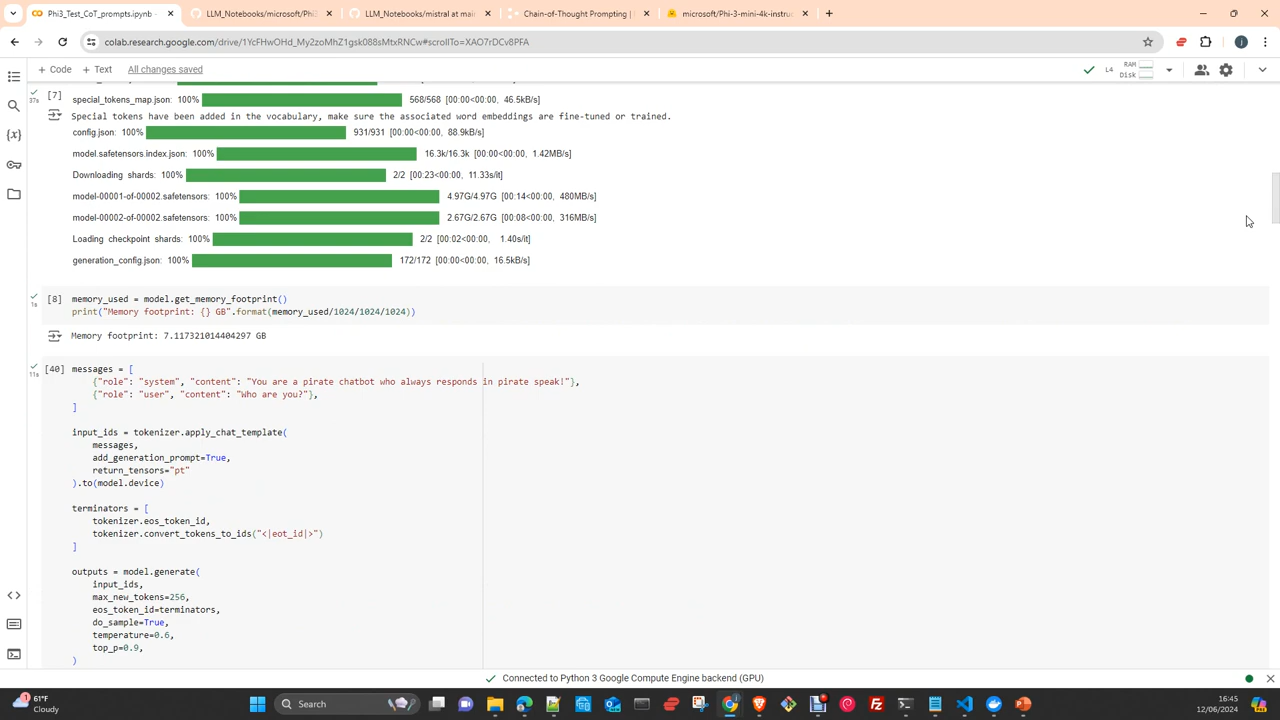 Phi3_Test_CoT_prompts.ipynb
LLM_Notebooks/microsoft/Phi3
LLM_Notebooks/mistral at main
Chain-of-Thought Prompting |
microsoft/Phi-3-mini-4k-instruc
colab.research.google.com/drive/1YcFHwOHd_My2zoMhZ1gsk088sMtxRNCw#scrollTo=XAO7rDCv8PFA
+ Code + Text All changes saved
L4 RAM Disk
[7]
37s
special_tokens_map.json: 100% 568/568 [00:00<00:00, 46.5kB/s]
Special tokens have been added in the vocabulary, make sure the associated word embeddings are fine-tuned or trained.
config.json: 100% 931/931 [00:00<00:00, 88.9kB/s]
model.safetensors.index.json: 100% 16.3k/16.3k [00:00<00:00, 1.42MB/s]
Downloading shards: 100% 2/2 [00:23<00:00, 11.33s/it]
model-00001-of-00002.safetensors: 100% 4.97G/4.97G [00:14<00:00, 480MB/s]
model-00002-of-00002.safetensors: 100% 2.67G/2.67G [00:08<00:00, 316MB/s]
Loading checkpoint shards: 100% 2/2 [00:02<00:00, 1.40s/it]
generation_config.json: 100% 172/172 [00:00<00:00, 16.5kB/s]
[8] memory_used = model.get_memory_footprint()
1s
print("Memory footprint: {} GB".format(memory_used/1024/1024/1024))
Memory footprint: 7.117321014404297 GB
[40] messages = [
11s
{"role": "system", "content": "You are a pirate chatbot who always responds in pirate speak!"},
{"role": "user", "content": "Who are you?"},
]
input_ids = tokenizer.apply_chat_template(
messages,
add_generation_prompt=True,
return_tensors="pt"
).to(model.device)
terminators = [
tokenizer.eos_token_id,
tokenizer.convert_tokens_to_ids("<|eot_id|>")
]
outputs = model.generate(
input_ids,
max_new_tokens=256,
eos_token_id=terminators,
do_sample=True,
temperature=0.6,
top_p=0.9,
)
Connected to Python 3 Google Compute Engine backend (GPU)
61°F
Cloudy
Search
16:45
12/06/2024